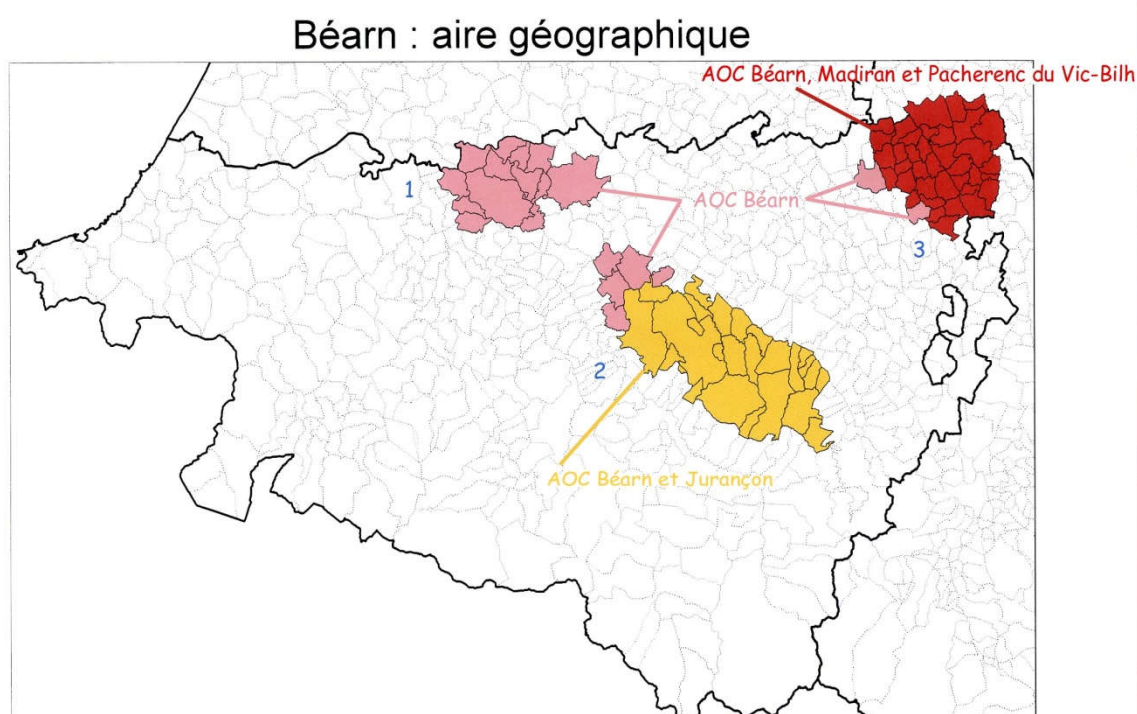 Béarn : aire géographique
AOC Béarn, Madiran et Pacherenc du Vic-Bilh
1
AOC Béarn
3
2
AOC Béarn et Jurançon